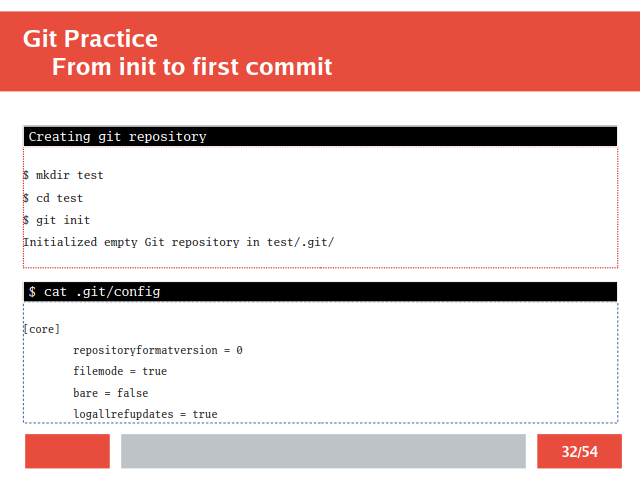 Git Practice
From init to first commit
Creating git repository
$ mkdir test
$ cd test
$ git init
Initialized empty Git repository in test/.git/
$ cat .git/config
[core]
repositoryformatversion = 0
filemode = true
bare = false
logallrefupdates = true
32/54